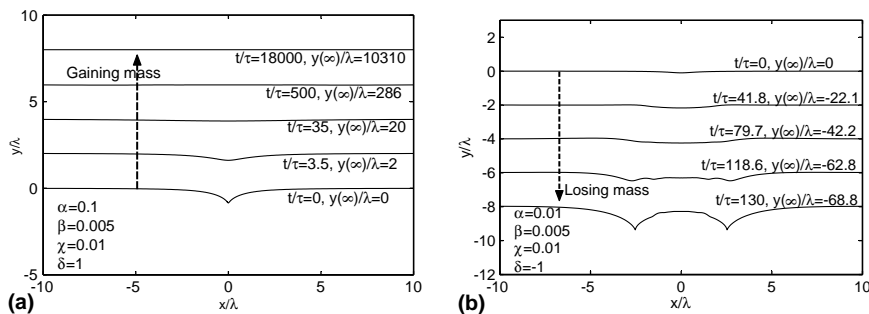 10
5
0
-5
y/λ
-10
-5
0
5
10
x/λ
t/τ=18000, y(∞)/λ=10310
Gaining mass
t/τ=500, y(∞)/λ=286
t/τ=35, y(∞)/λ=20
t/τ=3.5, y(∞)/λ=2
t/τ=0, y(∞)/λ=0
α=0.1
β=0.005
χ=0.01
δ=1
(a)
2
0
-2
-4
-6
-8
-10
-12
y/λ
-10
-5
0
5
10
x/λ
t/τ=0, y(∞)/λ=0
t/τ=41.8, y(∞)/λ=-22.1
t/τ=79.7, y(∞)/λ=-42.2
t/τ=118.6, y(∞)/λ=-62.8
Losing mass
t/τ=130, y(∞)/λ=-68.8
α=0.01
β=0.005
χ=0.01
δ=-1
(b)